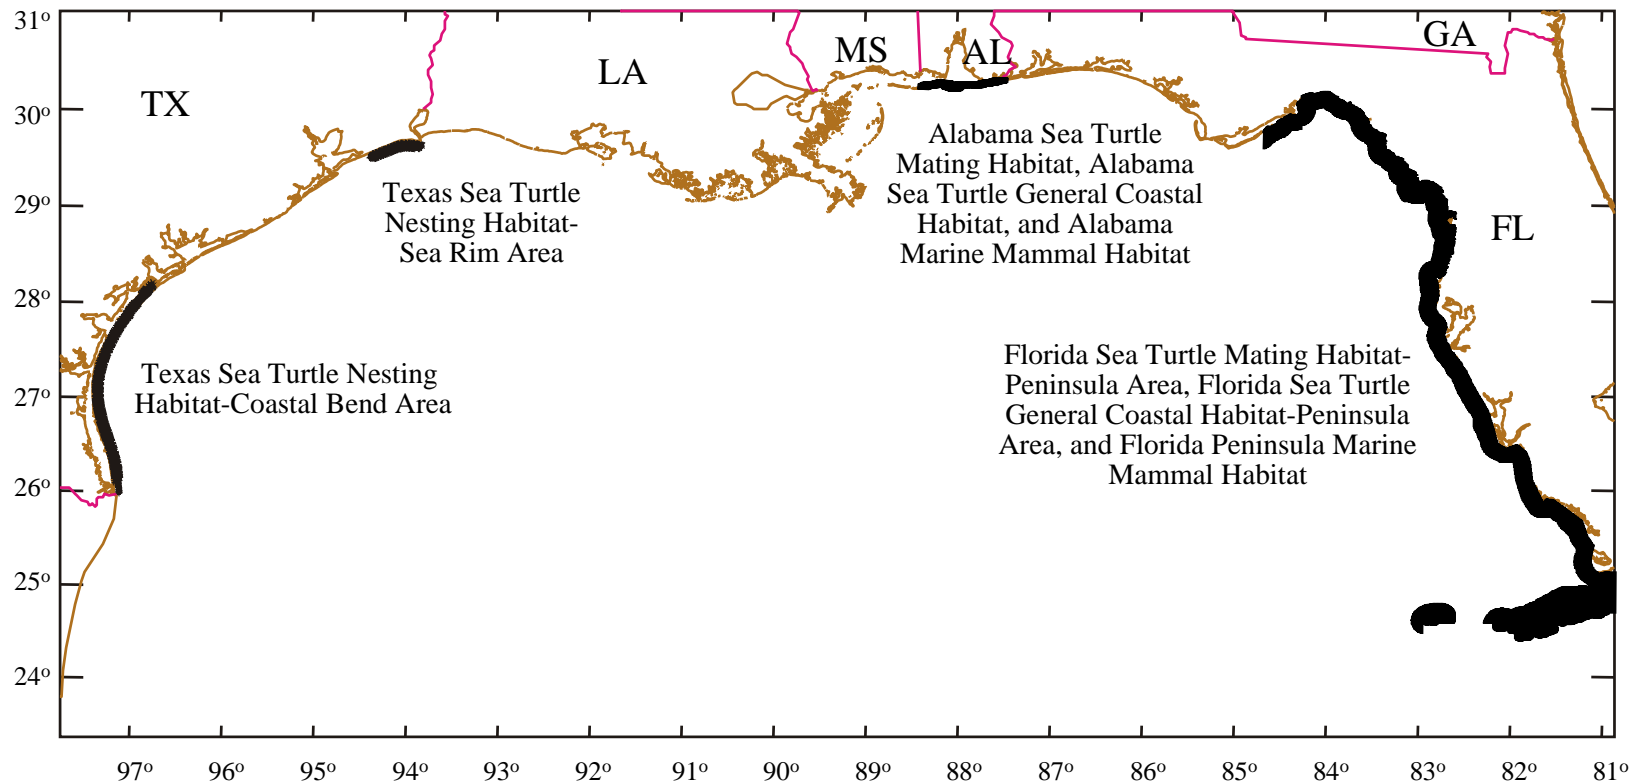 31°
30°
29°
28°
27°
26°
25°
24°
TX
LA
MS
AL
GA
FL
Texas Sea Turtle
Nesting Habitat-
Sea Rim Area
Alabama Sea Turtle
Mating Habitat, Alabama
Sea Turtle General Coastal
Habitat, and Alabama
Marine Mammal Habitat
Texas Sea Turtle Nesting
Habitat-Coastal Bend Area
Florida Sea Turtle Mating Habitat-
Peninsula Area, Florida Sea Turtle
General Coastal Habitat-Peninsula
Area, and Florida Peninsula Marine
Mammal Habitat
97° 96° 95° 94° 93° 92° 91° 90° 89° 88° 87° 86° 85° 84° 83° 82° 81°